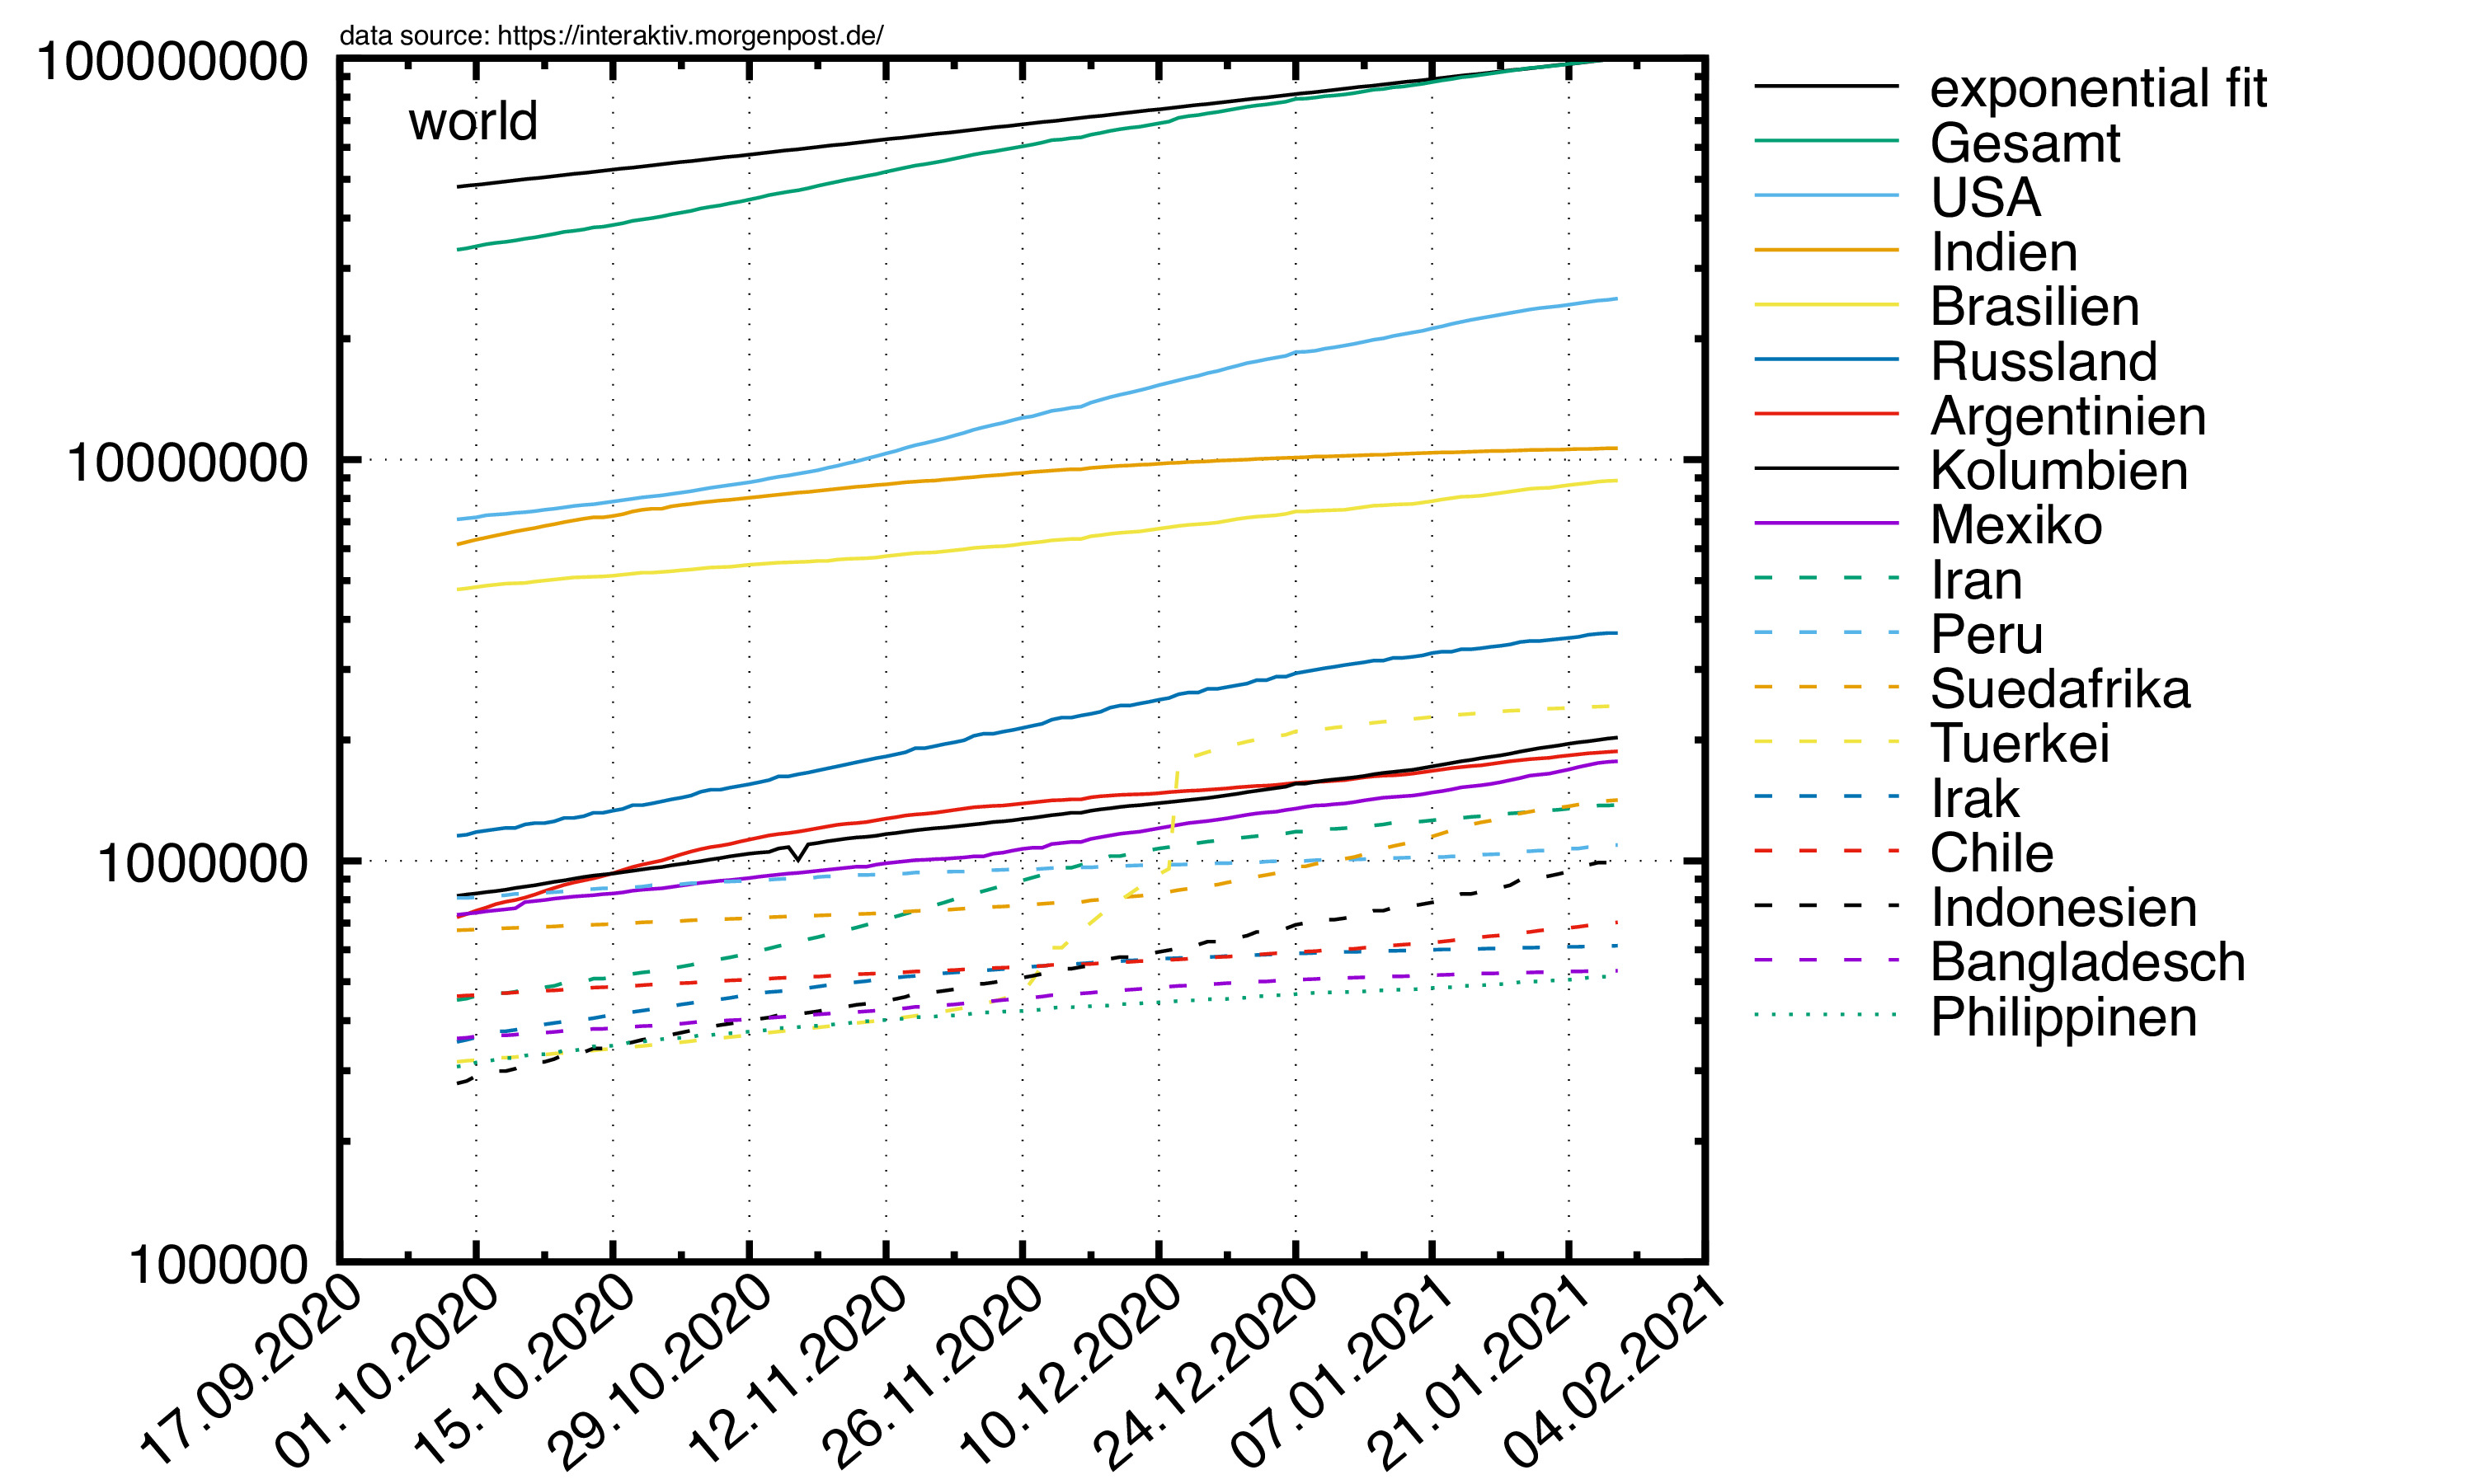 data source: https://interaktiv.morgenpost.de/
world
100000000
10000000
1000000
100000
17.09.2020
01.10.2020
15.10.2020
29.10.2020
12.11.2020
26.11.2020
10.12.2020
24.12.2020
07.01.2021
21.01.2021
04.02.2021
exponential fit
Gesamt
USA
Indien
Brasilien
Russland
Argentinien
Kolumbien
Mexiko
Iran
Peru
Suedafrika
Tuerkei
Irak
Chile
Indonesien
Bangladesch
Philippinen